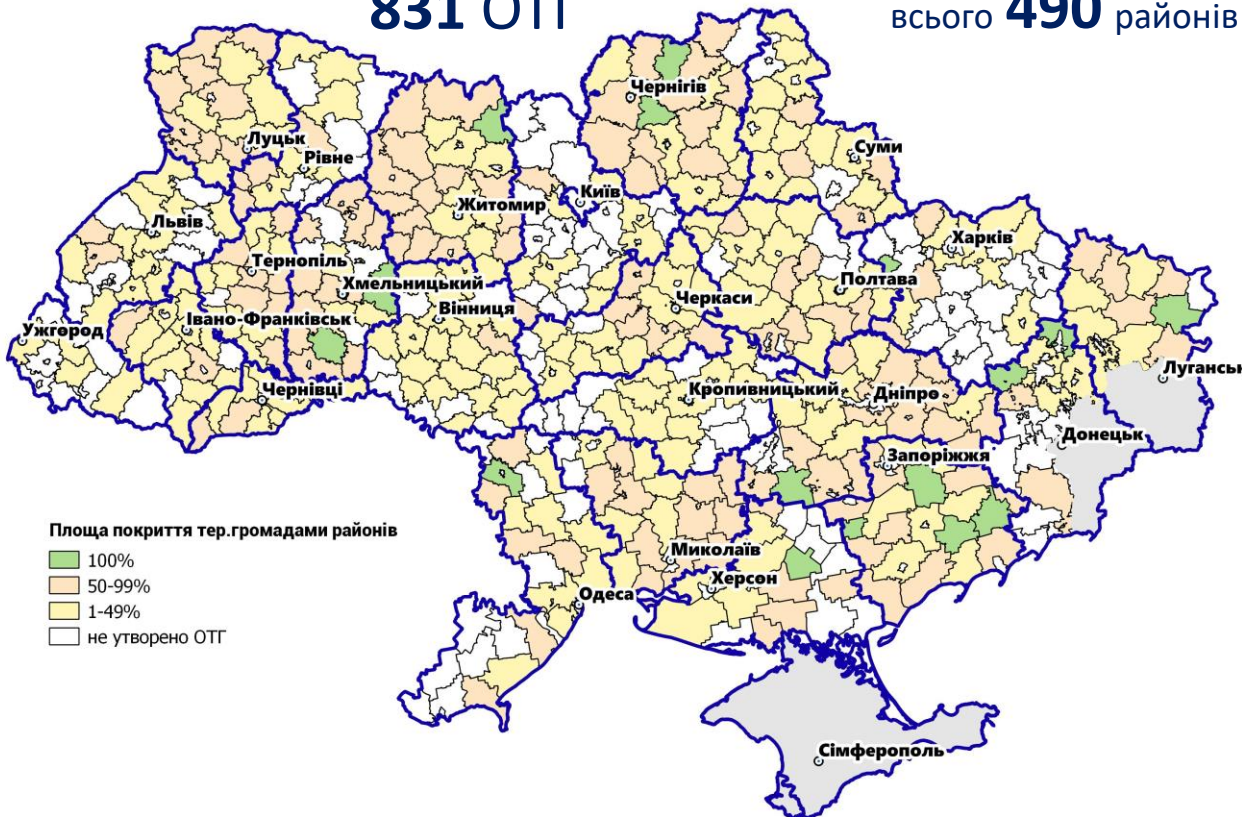 831 ОТГ
всього 490 районів
Чернігів
Луцьк
Рівне
Суми
Київ
Житомир
Львів
Харків
Тернопіль
Хмельницький
Полтава
Черкаси
Вінниця
Івано-Франківськ
Ужгород
Луганськ
Чернівці
Кропивницький
Дніпро
Донецьк
Запоріжжя
Площа покриття тер.громадами районів
100%
50-99%
1-49%
не утворено ОТГ
Миколаїв
Херсон
Одеса
Сімферополь